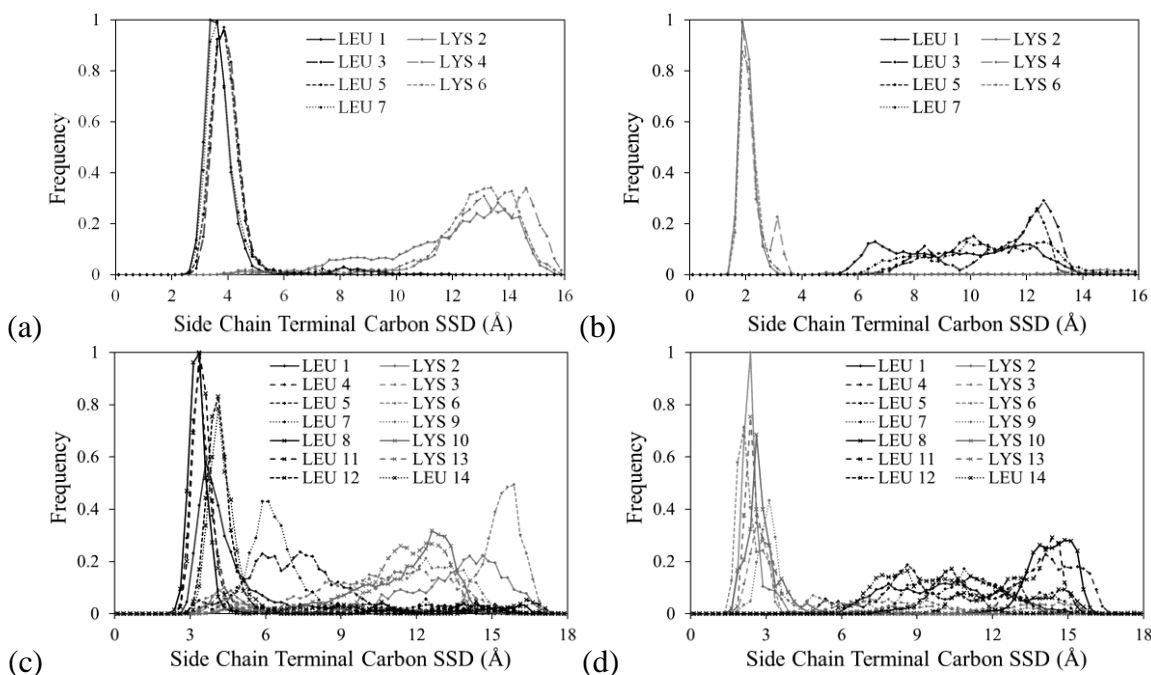 1
0.8
0.6
0.4
0.2
0
Frequency
LEU 1 LYS 2
LEU 3 LYS 4
LEU 5 LYS 6
LEU 7
0 2 4 6 8 10 12 14 16
(a) Side Chain Terminal Carbon SSD (Å)
1
0.8
0.6
0.4
0.2
0
Frequency
LEU 1 LYS 2
LEU 3 LYS 4
LEU 5 LYS 6
LEU 7
0 2 4 6 8 10 12 14 16
(b) Side Chain Terminal Carbon SSD (Å)
1
0.8
0.6
0.4
0.2
0
Frequency
LEU 1 LYS 2
LEU 4 LYS 3
LEU 5 LYS 6
LEU 7 LYS 9
LEU 8 LYS 10
LEU 11 LYS 13
LEU 12 LEU 14
0 3 6 9 12 15 18
(c) Side Chain Terminal Carbon SSD (Å)
1
0.8
0.6
0.4
0.2
0
Frequency
LEU 1 LYS 2
LEU 4 LYS 3
LEU 5 LYS 6
LEU 7 LYS 9
LEU 8 LYS 10
LEU 11 LYS 13
LEU 12 LEU 14
0 3 6 9 12 15 18
(d) Side Chain Terminal Carbon SSD (Å)